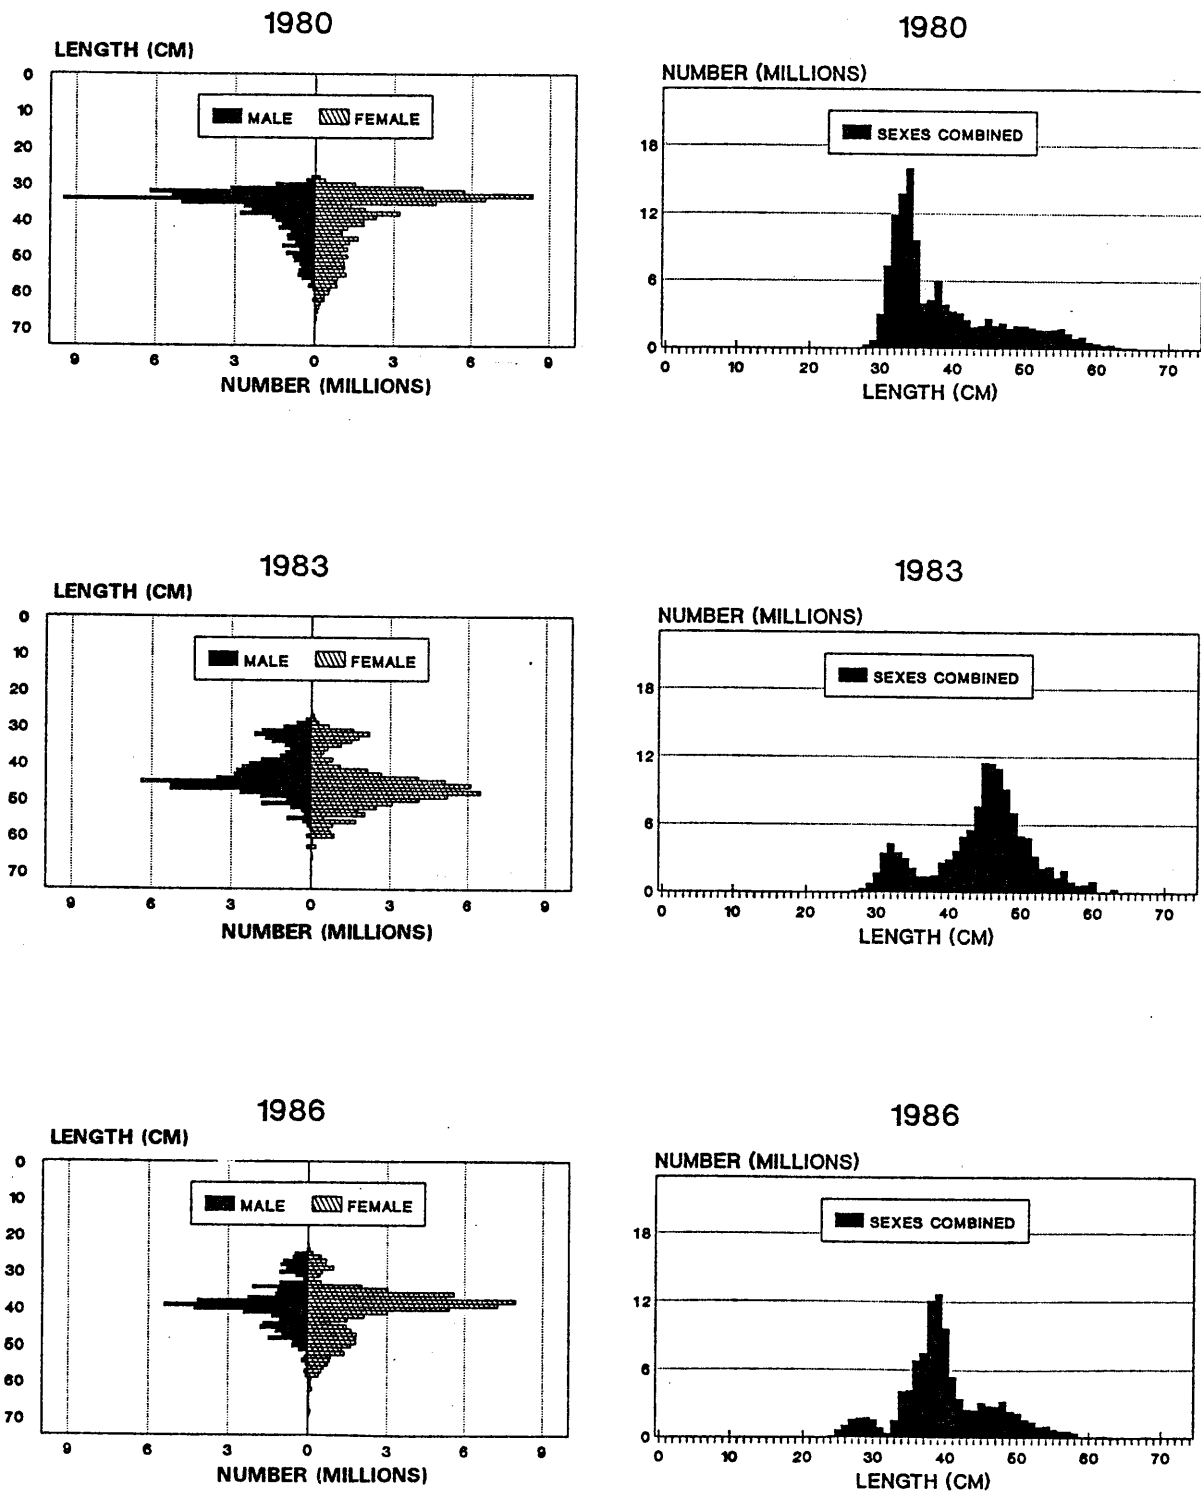 1980
LENGTH (CM)
0
10
20
30
40
50
60
70
MALE FEMALE
9 6 3 0 3 6 9
NUMBER (MILLIONS)
1980
NUMBER (MILLIONS)
18
12
6
0
SEXES COMBINED
0 10 20 30 40 50 60 70
LENGTH (CM)
1983
LENGTH (CM)
0
10
20
30
40
50
60
70
MALE FEMALE
9 6 3 0 3 6 9
NUMBER (MILLIONS)
1983
NUMBER (MILLIONS)
18
12
6
0
SEXES COMBINED
0 10 20 30 40 50 60 70
LENGTH (CM)
1986
LENGTH (CM)
0
10
20
30
40
50
60
70
MALE FEMALE
9 6 3 0 3 6 9
NUMBER (MILLIONS)
1986
NUMBER (MILLIONS)
18
12
6
0
SEXES COMBINED
0 10 20 30 40 50 60 70
LENGTH (CM)